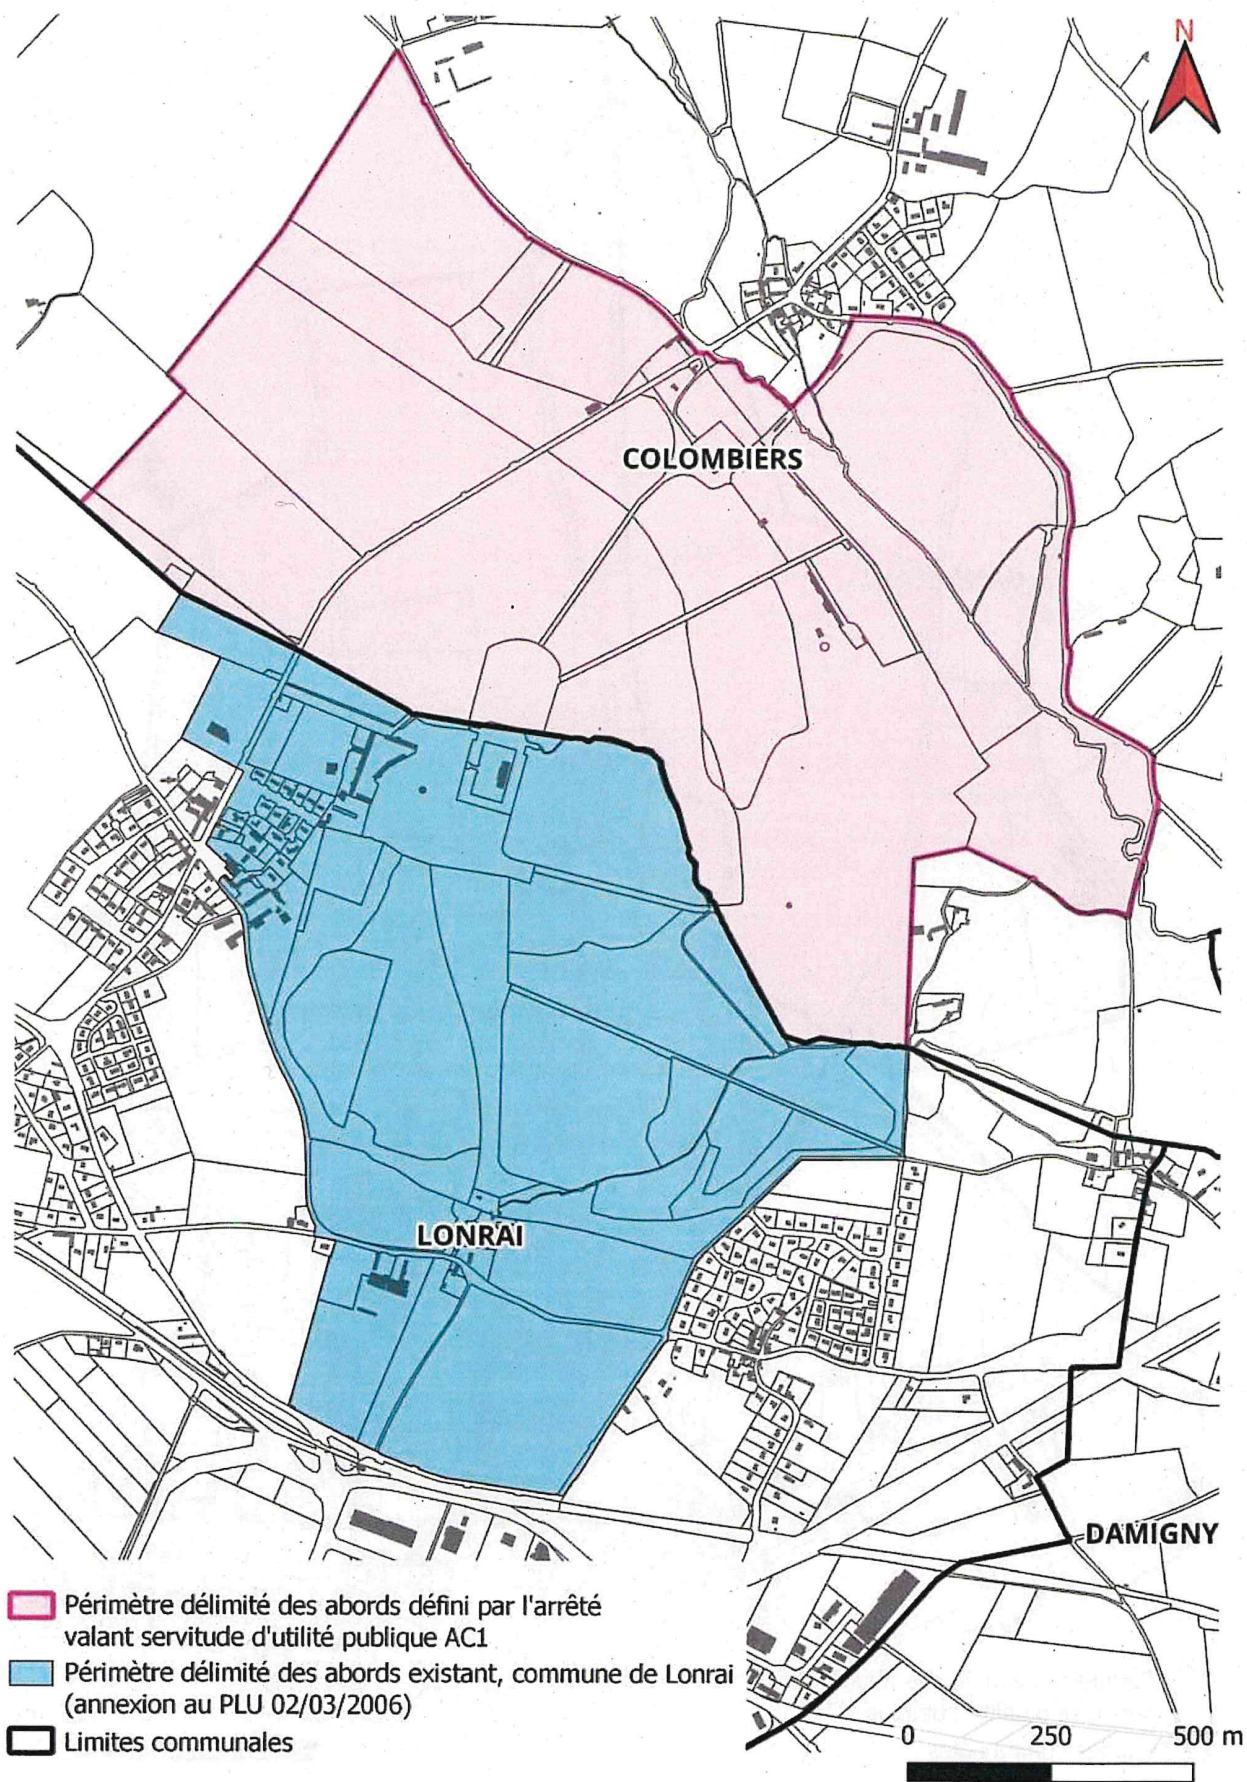 N
COLOMBIERS
LONRAI
DAMIGNY
Périmètre délimité des abords défini par l'arrêté
valant servitude d'utilité publique AC1
Périmètre délimité des abords existant, commune de Lonrai
(annexion au PLU 02/03/2006)
Limites communales
0 250 500 m